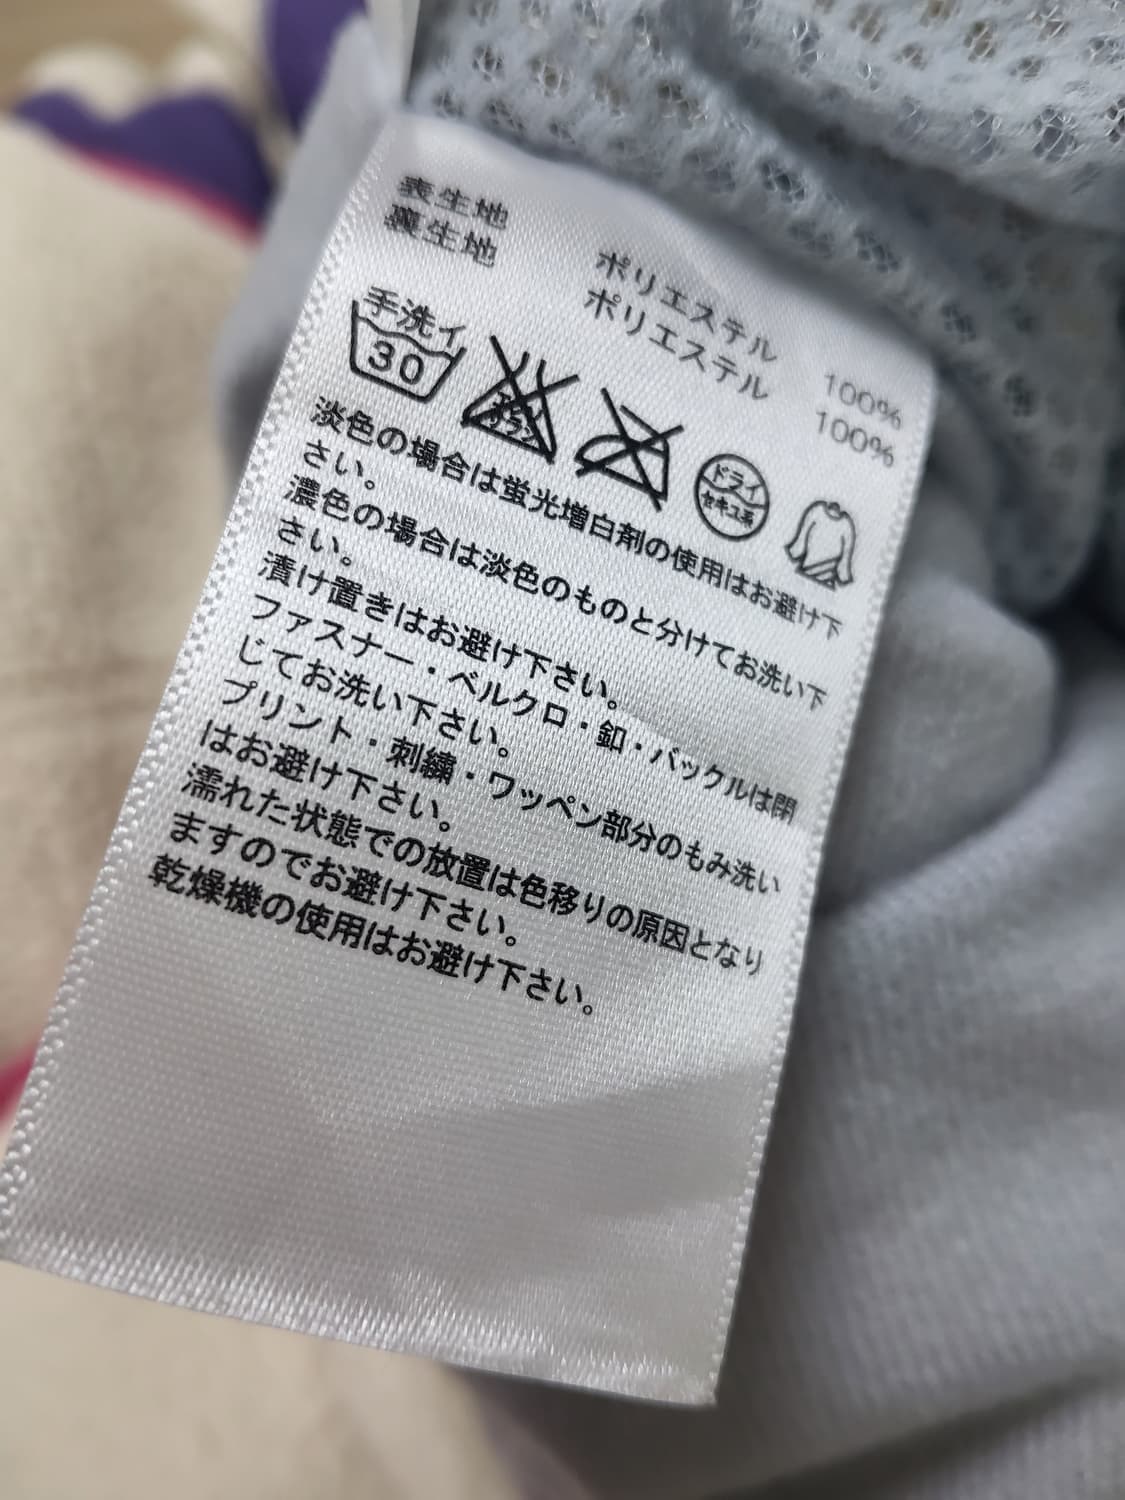 表生地 ポリエステル 100%
裏生地 ポリエステル 100%
手洗イ
30
エンソ
サラシ
ドライ
セキユ系
淡色の場合は蛍光増白剤の使用はお避け下
さい。
濃色の場合は淡色のものと分けてお洗い下
さい。
漬け置きはお避け下さい。
ファスナー・ベルクロ・釦・バックルは閉
じてお洗い下さい。
プリント・刺繍・ワッペン部分のもみ洗い
はお避け下さい。
濡れた状態での放置は色移りの原因となり
ますのでお避け下さい。
乾燥機の使用はお避け下さい。